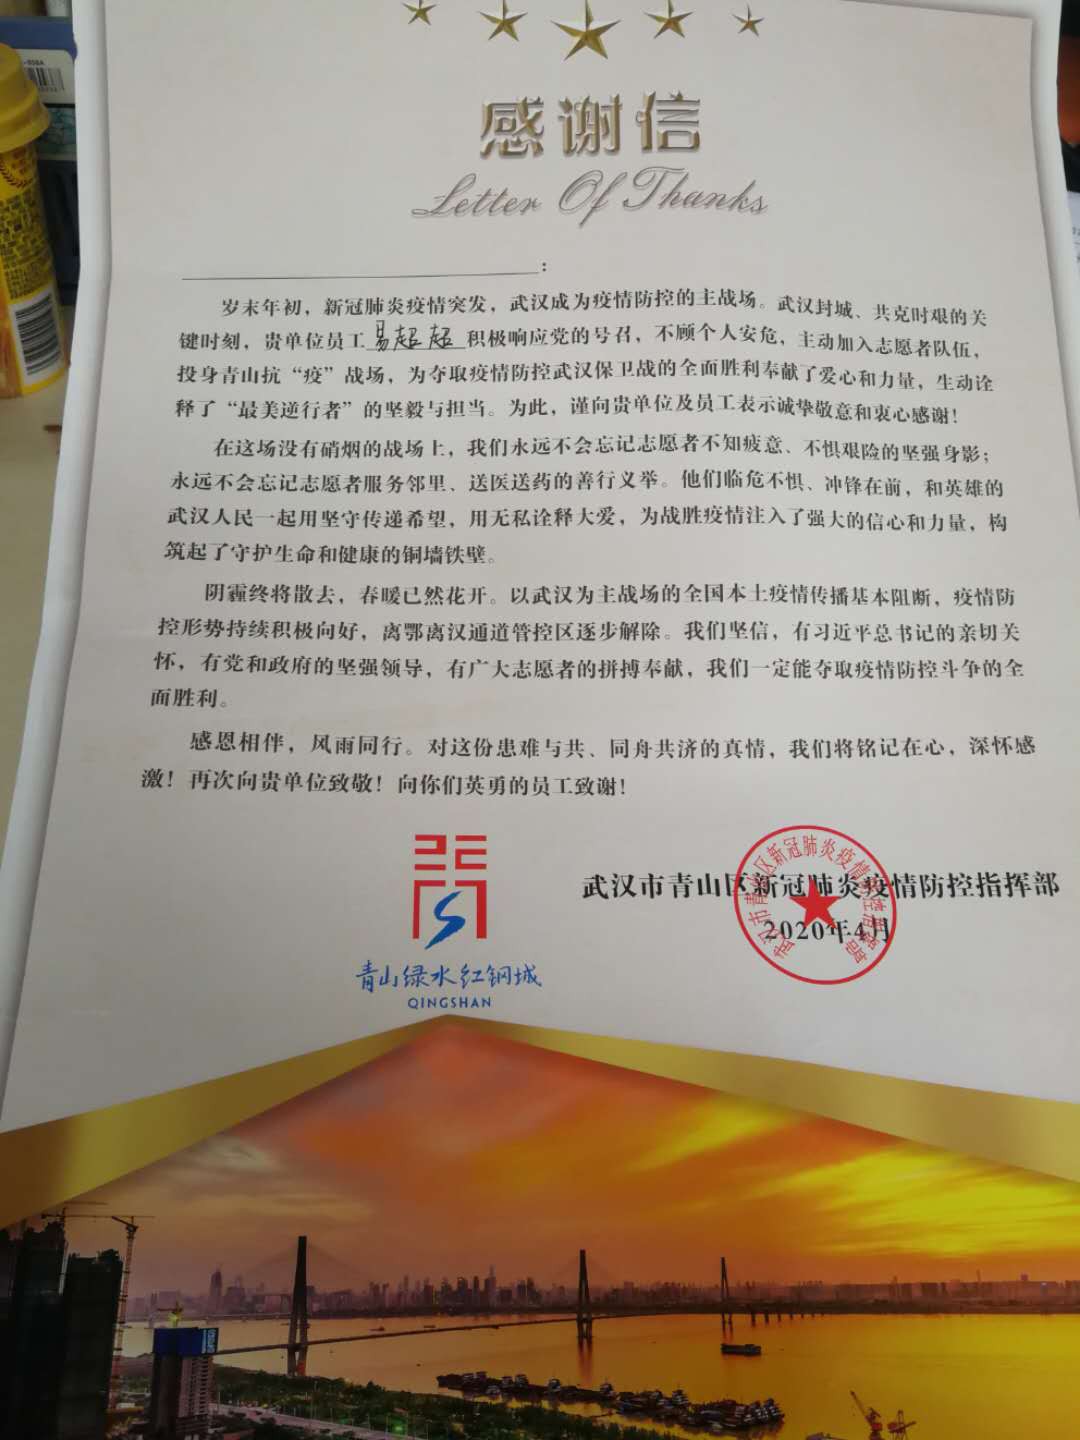 感谢信
Letter Of Thanks
：
岁末年初，新冠肺炎疫情突发，武汉成为疫情防控的主战场。武汉封城、共克时艰的关
键时刻，贵单位员工易超超积极响应党的号召，不顾个人安危，主动加入志愿者队伍，
投身青山抗“疫”战场，为夺取疫情防控武汉保卫战的全面胜利奉献了爱心和力量，生动诠
释了“最美逆行者”的坚毅与担当。为此，谨向贵单位及员工表示诚挚敬意和衷心感谢！
在这场没有硝烟的战场上，我们永远不会忘记志愿者不知疲意、不惧艰险的坚强身影；
永远不会忘记志愿者服务邻里、送医送药的善行义举。他们临危不惧、冲锋在前，和英雄的
武汉人民一起用坚守传递希望，用无私诠释大爱，为战胜疫情注入了强大的信心和力量，构
筑起了守护生命和健康的铜墙铁壁。
阴霾终将散去，春暖已然花开。以武汉为主战场的全国本土疫情传播基本阻断，疫情防
控形势持续积极向好，离鄂离汉通道管控区逐步解除。我们坚信，有习近平总书记的亲切关
怀，有党和政府的坚强领导，有广大志愿者的拼搏奉献，我们一定能夺取疫情防控斗争的全
面胜利。
感恩相伴，风雨同行。对这份患难与共、同舟共济的真情，我们将铭记在心，深怀感
激！再次向贵单位致敬！向你们英勇的员工致谢！
武汉市青山区新冠肺炎疫情防控指挥部
2020年4月
武汉市青山区新冠肺炎疫情防控指挥部
青山绿水红钢城
QINGSHAN